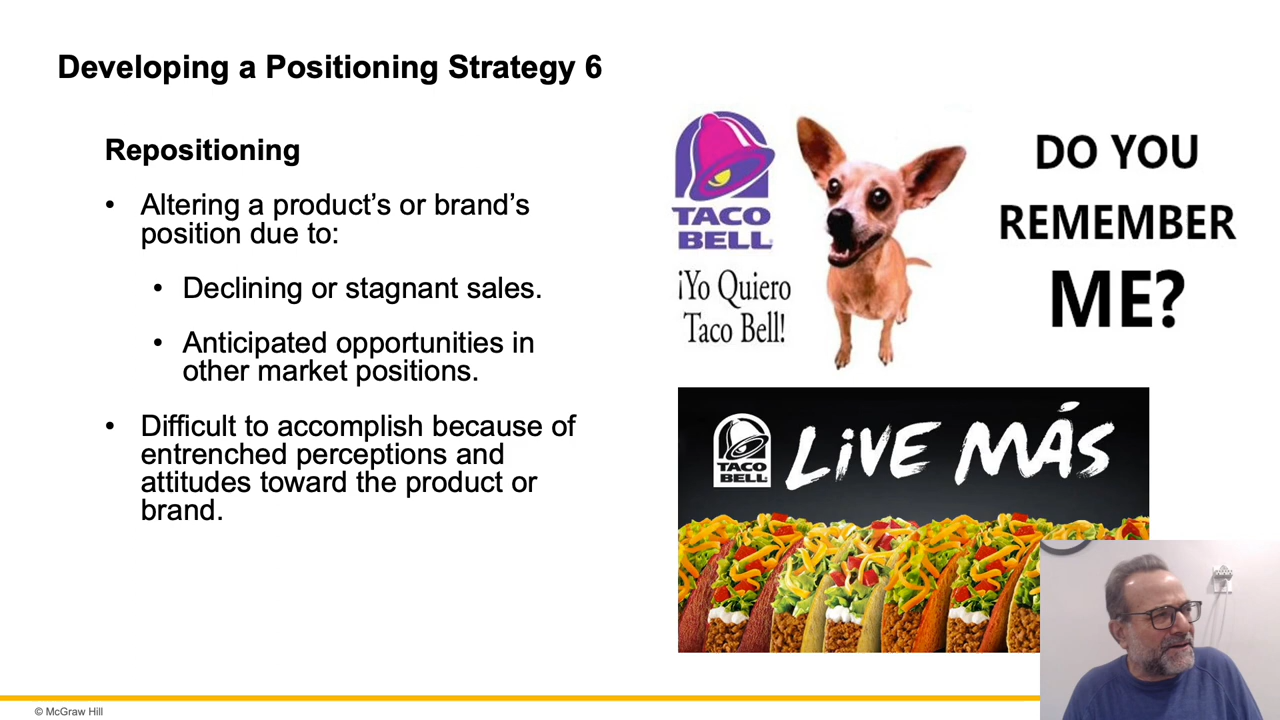 Developing a Positioning Strategy 6
Repositioning
• Altering a product’s or brand’s
position due to:
• Declining or stagnant sales.
• Anticipated opportunities in
other market positions.
• Difficult to accomplish because of
entrenched perceptions and
attitudes toward the product or
brand.
TACO
BELL
¡Yo Quiero
Taco Bell!
DO YOU
REMEMBER
ME?
TACO
BELL
LiVE MÁS
© McGraw Hill